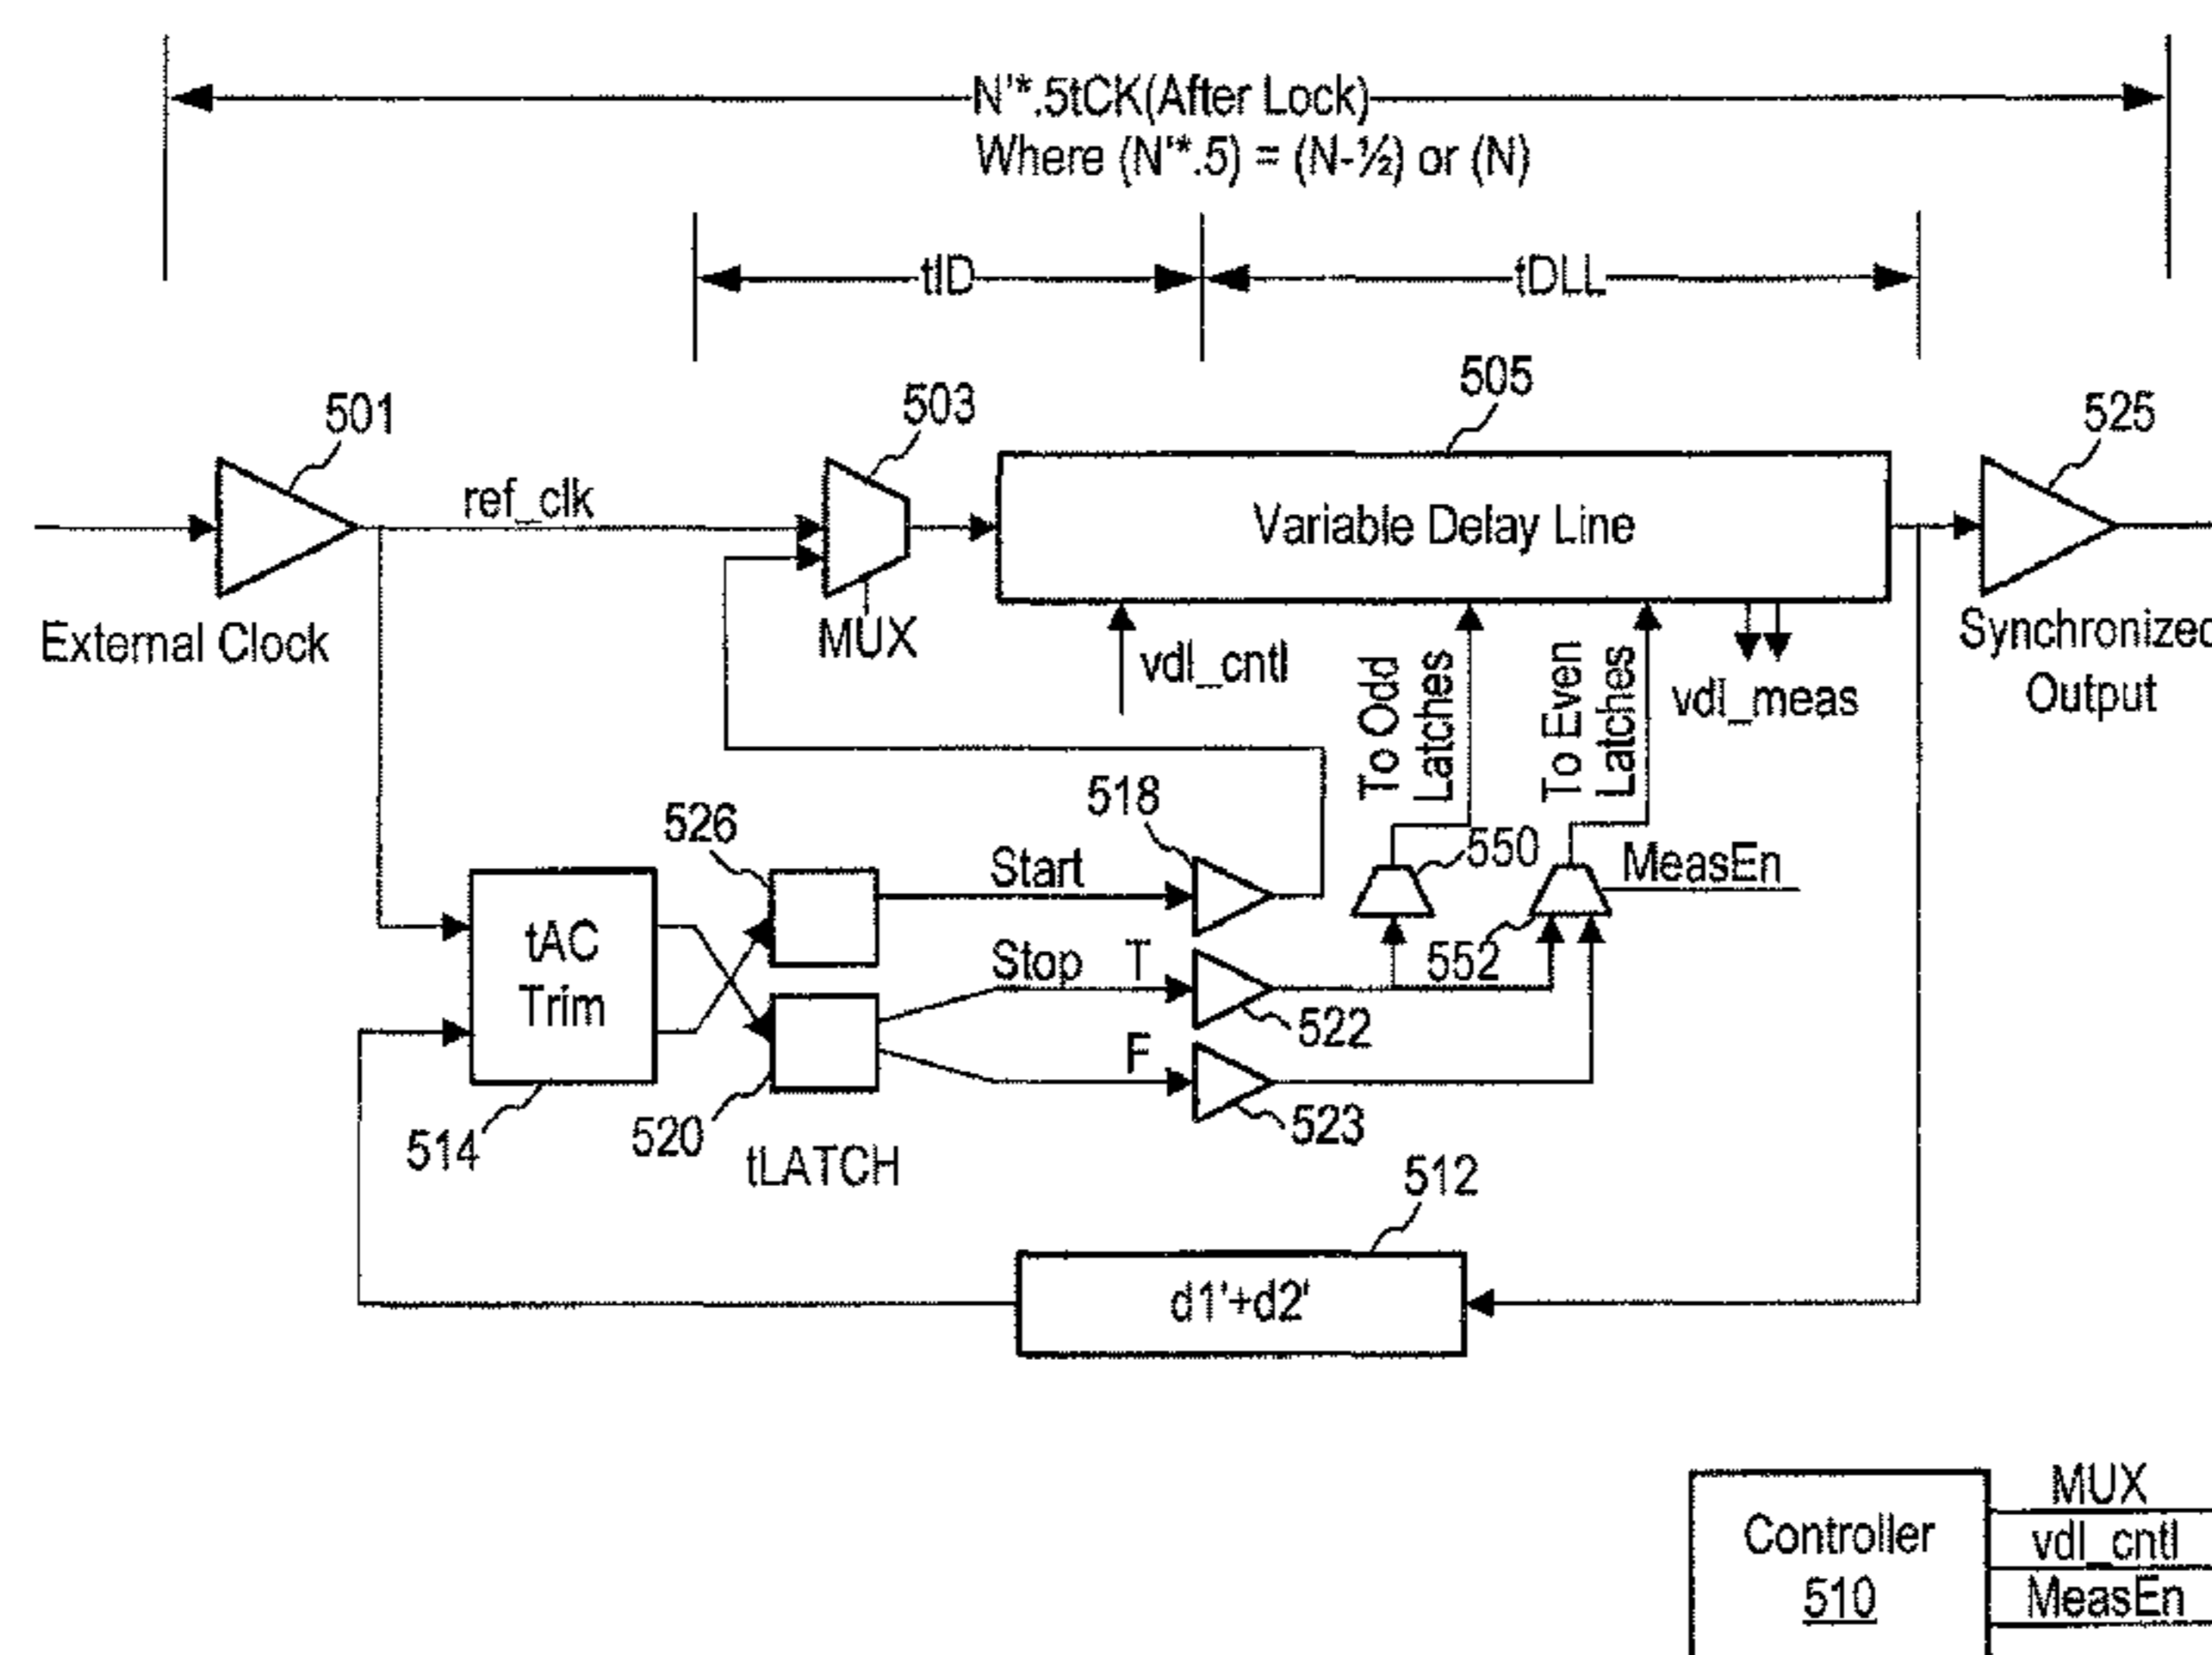 N'*.5tCK(After Lock)
Where (N'*.5) = (N-½) or (N)
tID
tDLL
501
503
505
525
ref_clk
Variable Delay Line
External Clock
MUX
vdl_cntl
To Odd
Latches
To Even
Latches
vdl_meas
Synchronized
Output
526
518
550
MeasEn
Start
tAC
Trim
Stop
T
552
522
F
514
520
tLATCH
523
512
d1'+d2'
Controller
510
MUX
vdl_cntl
MeasEn